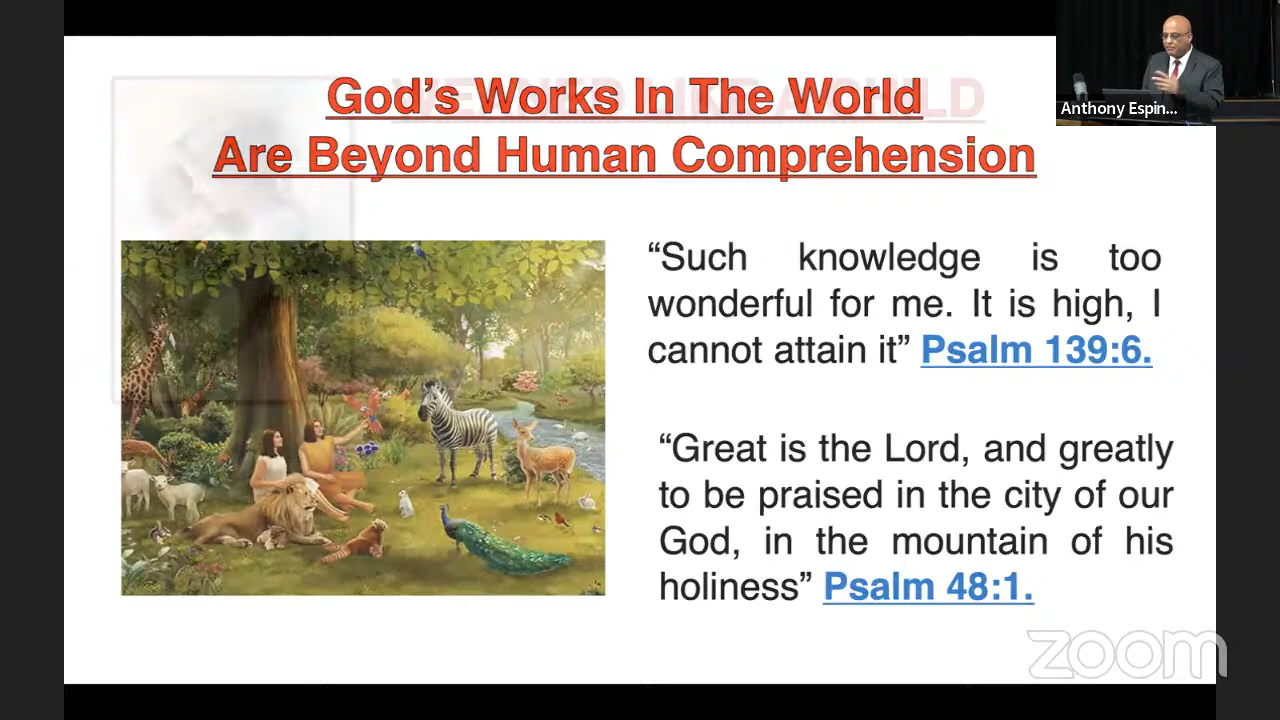 God’s Works In The World
Are Beyond Human Comprehension
“Such knowledge is too
wonderful for me. It is high, I
cannot attain it” Psalm 139:6.
“Great is the Lord, and greatly
to be praised in the city of our
God, in the mountain of his
holiness” Psalm 48:1.
Anthony Espin...
zoom